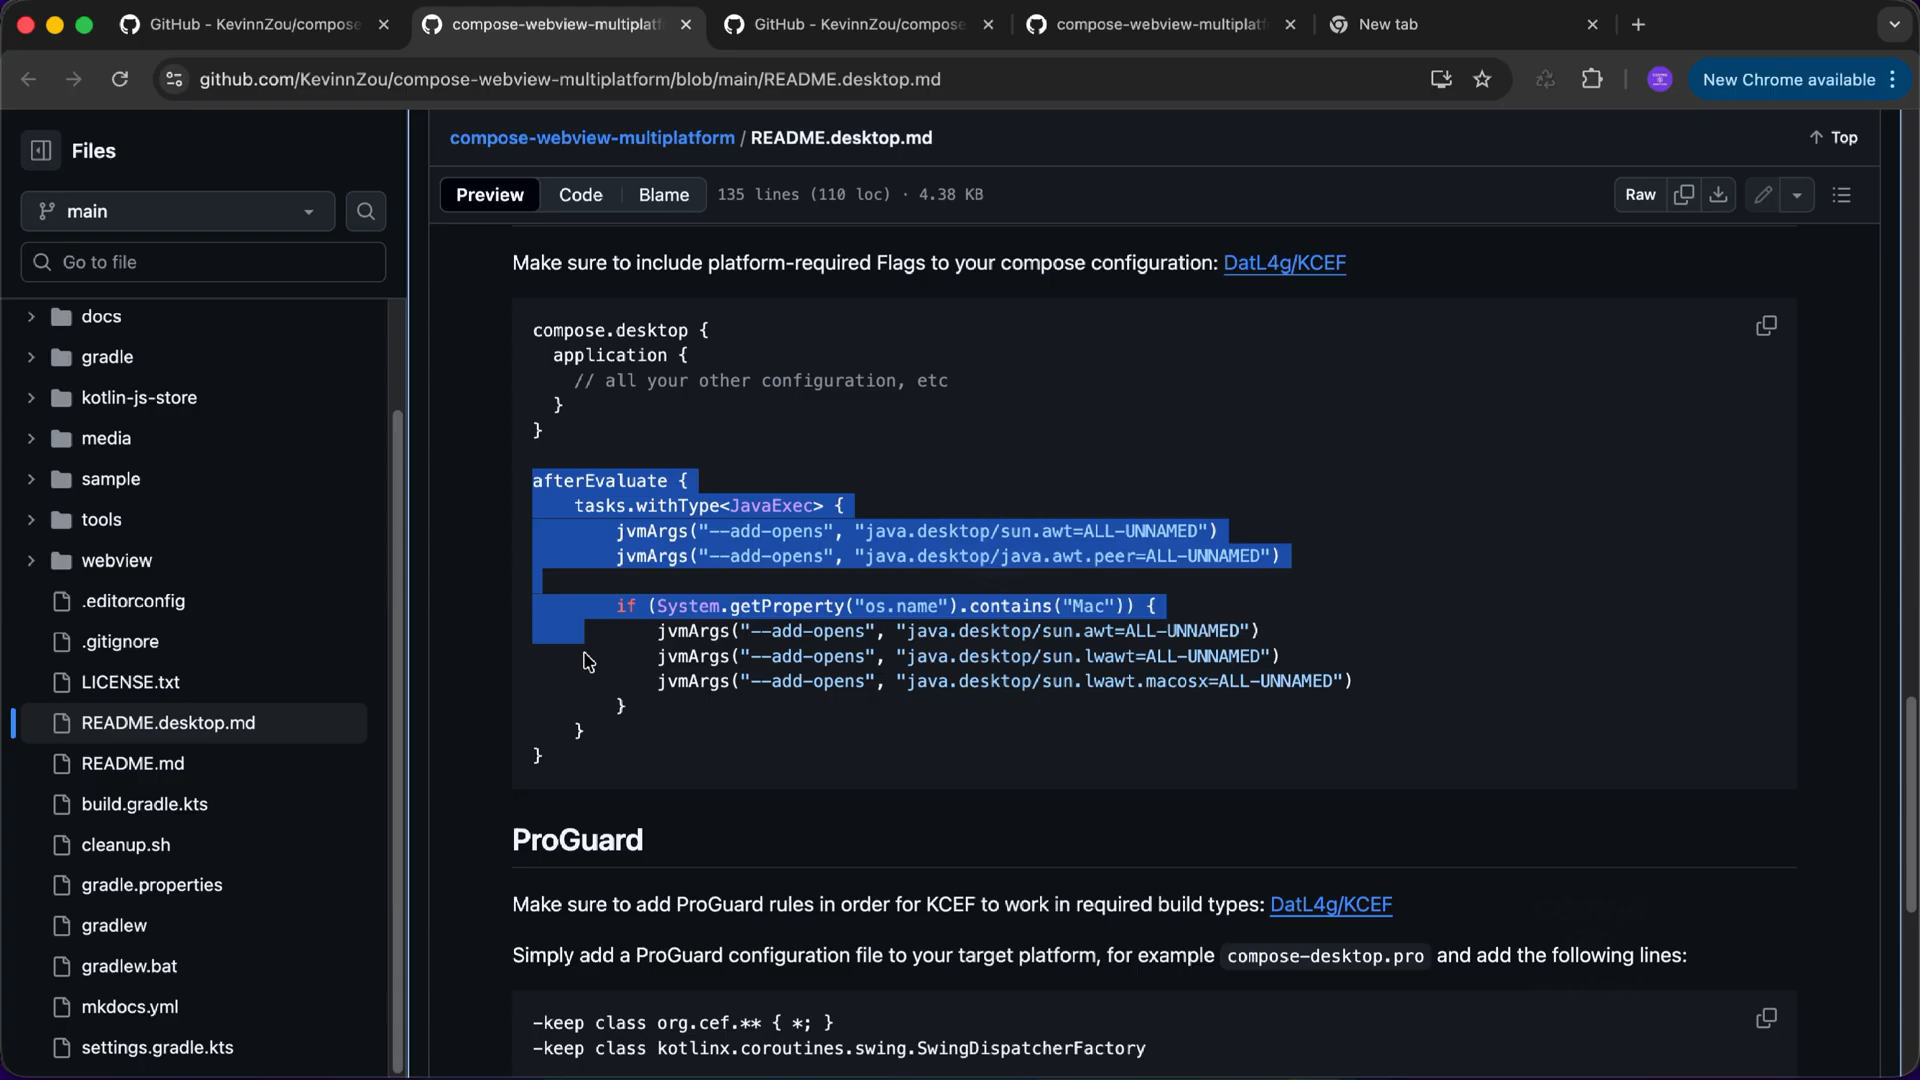 GitHub - KevinnZou/compose
compose-webview-multiplatf
GitHub - KevinnZou/compose
compose-webview-multiplatf
New tab
github.com/KevinnZou/compose-webview-multiplatform/blob/main/README.desktop.md
New Chrome available
Files
main
Go to file
docs
gradle
kotlin-js-store
media
sample
tools
webview
.editorconfig
.gitignore
LICENSE.txt
README.desktop.md
README.md
build.gradle.kts
cleanup.sh
gradle.properties
gradlew
gradlew.bat
mkdocs.yml
settings.gradle.kts
compose-webview-multiplatform / README.desktop.md
Top
Preview
Code
Blame
135 lines (110 loc) · 4.38 KB
Raw
Make sure to include platform-required Flags to your compose configuration: DatL4g/KCEF
compose.desktop {
application {
// all your other configuration, etc
}
}
afterEvaluate {
tasks.withType<JavaExec> {
jvmArgs("--add-opens", "java.desktop/sun.awt=ALL-UNNAMED")
jvmArgs("--add-opens", "java.desktop/java.awt.peer=ALL-UNNAMED")
if (System.getProperty("os.name").contains("Mac")) {
jvmArgs("--add-opens", "java.desktop/sun.awt=ALL-UNNAMED")
jvmArgs("--add-opens", "java.desktop/sun.lwawt=ALL-UNNAMED")
jvmArgs("--add-opens", "java.desktop/sun.lwawt.macosx=ALL-UNNAMED")
}
}
}
ProGuard
Make sure to add ProGuard rules in order for KCEF to work in required build types: DatL4g/KCEF
Simply add a ProGuard configuration file to your target platform, for example compose-desktop.pro and add the following lines:
-keep class org.cef.** { *; }
-keep class kotlinx.coroutines.swing.SwingDispatcherFactory